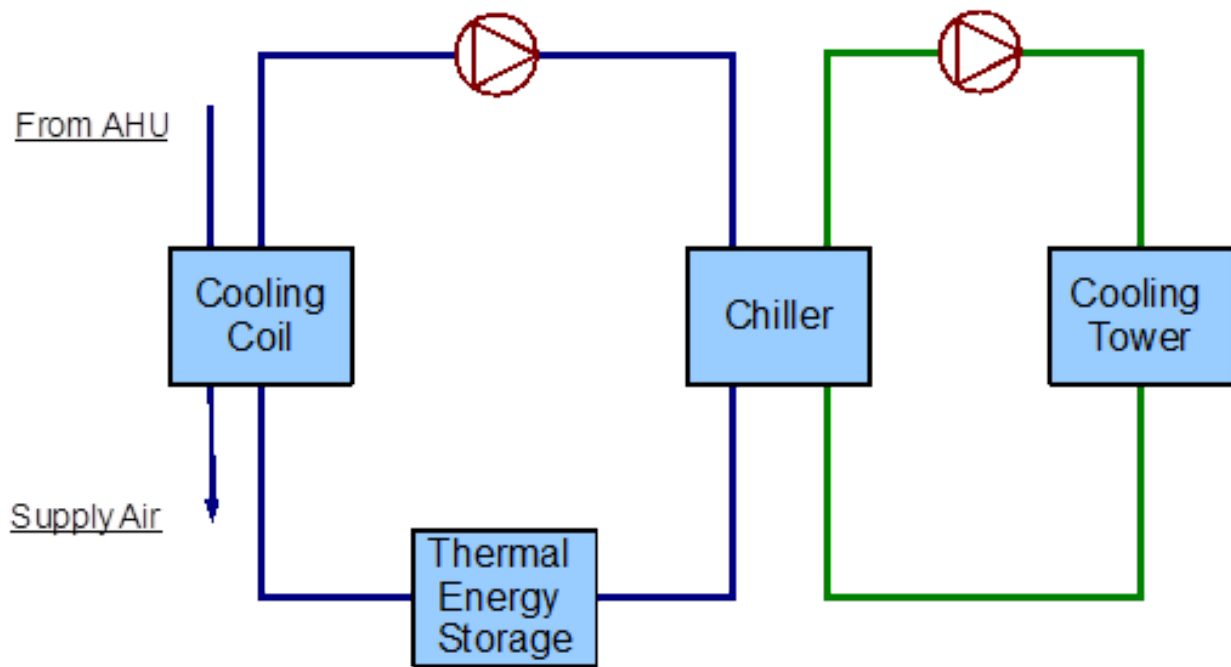 From AHU
Cooling
Coil
Chiller
Cooling
Tower
Supply Air
Thermal
Energy
Storage